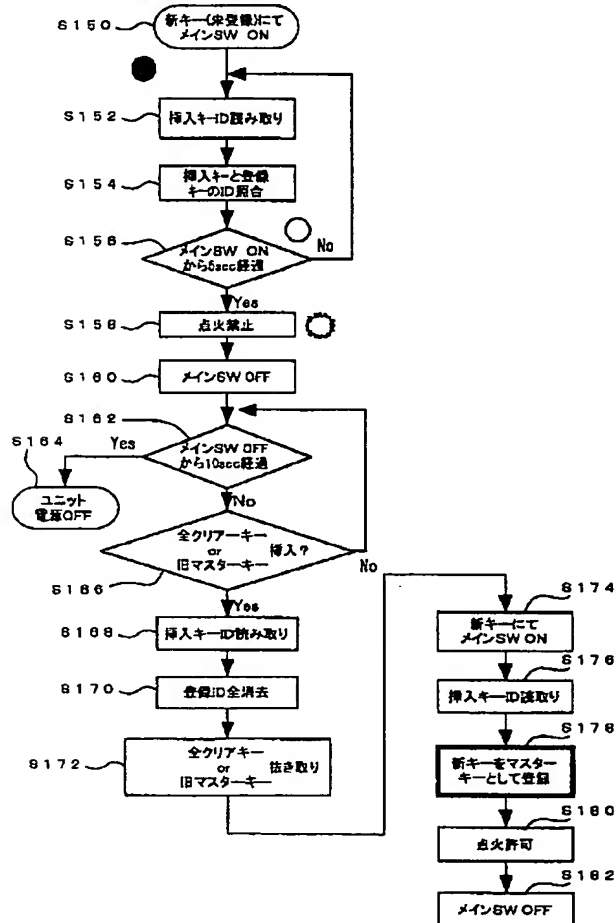 S150
新キー(未登録)にて
メインSW ON
S152
挿入キーID読み取り
S154
挿入キーと登録
キーのID照合
S156
メインSW ON
から5sec経過
No
Yes
S158
点火禁止
S160
メインSW OFF
S162
メインSW OFF
から10sec経過
Yes
S164
ユニット
電源OFF
No
全クリアーキー
or
旧マスターキー
挿入?
No
S166
Yes
S168
挿入キーID読み取り
S170
登録ID全消去
S172
全クリアキー
or
旧マスターキー
抜き取り
S174
新キーにて
メインSW ON
S176
挿入キーID読取り
S178
新キーをマスター
キーとして登録
S180
点火許可
S182
メインSW OFF